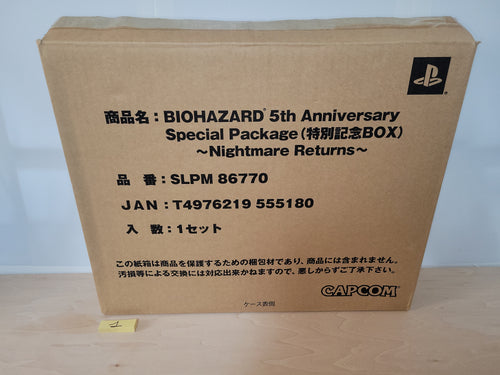 商品名：BIOHAZARD® 5th Anniversary
Special Package（特別記念BOX）
～Nightmare Returns～
品 番：SLPM 86770
JAN：T4976219 555180
入 数：1セット
この紙箱は商品を保護するための梱包材であり、商品には含まれません。
汚損等による交換には対応出来かねますので、悪しからずご了承下さい。
CAPCOM®
ケース表側
1